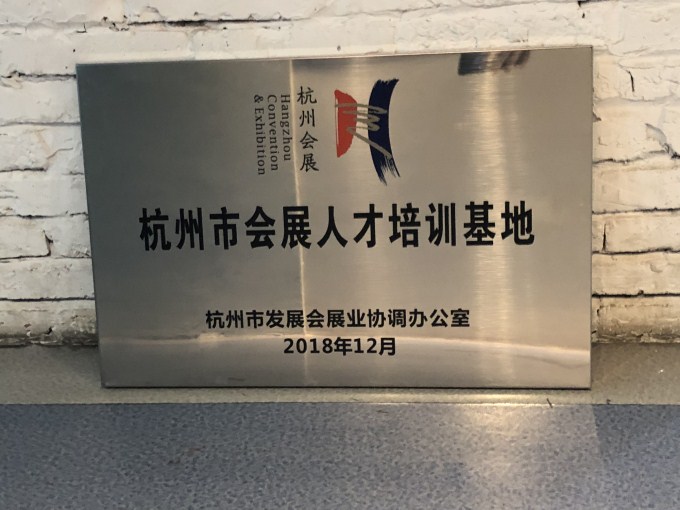 杭州会展
Hangzhou
Convention
& Exhibition
杭州市会展人才培训基地
杭州市发展会展业协调办公室
2018年12月